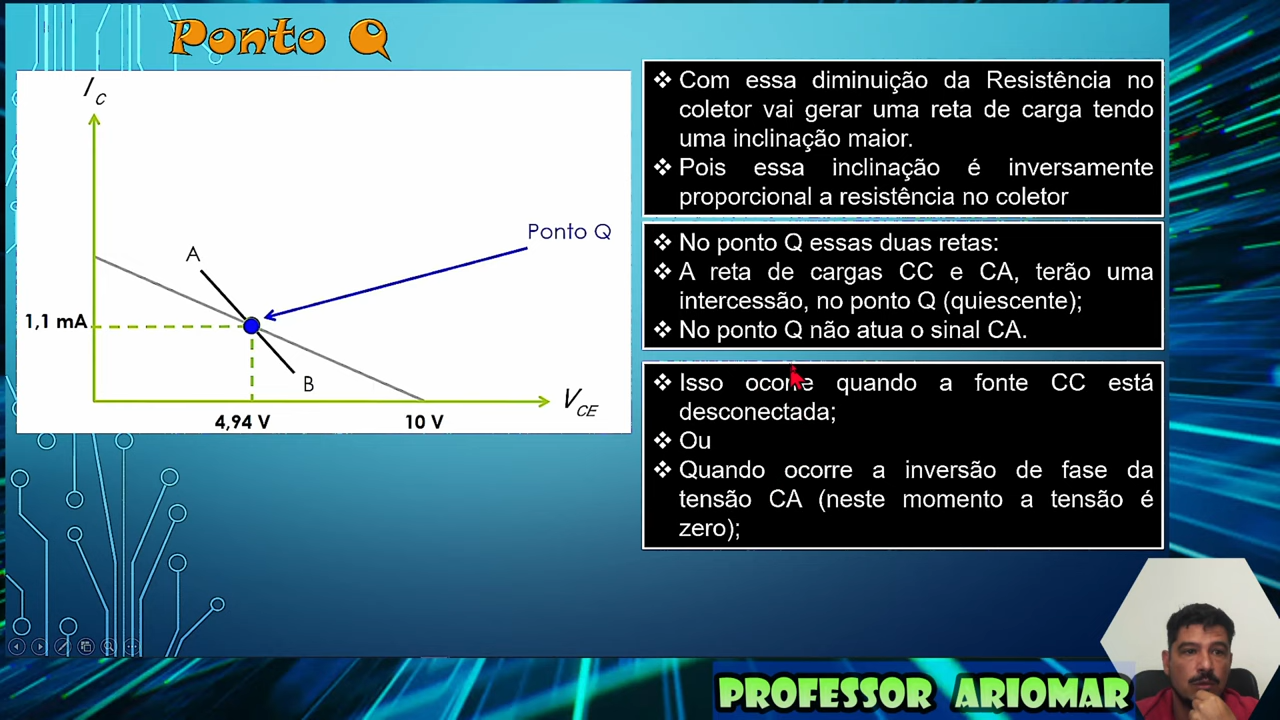 Ponto Q
I C
Ponto Q
A
1,1 mA
B
V CE
4,94 V
10 V
❖ Com essa diminuição da Resistência no
coletor vai gerar uma reta de carga tendo
uma inclinação maior.
❖ Pois essa inclinação é inversamente
proporcional a resistência no coletor
❖ No ponto Q essas duas retas:
❖ A reta de cargas CC e CA, terão uma
intercessão, no ponto Q (quiescente);
❖ No ponto Q não atua o sinal CA.
❖ Isso ocorre quando a fonte CC está
desconectada;
❖ Ou
❖ Quando ocorre a inversão de fase da
tensão CA (neste momento a tensão é
zero);
PROFESSOR ARIOMAR